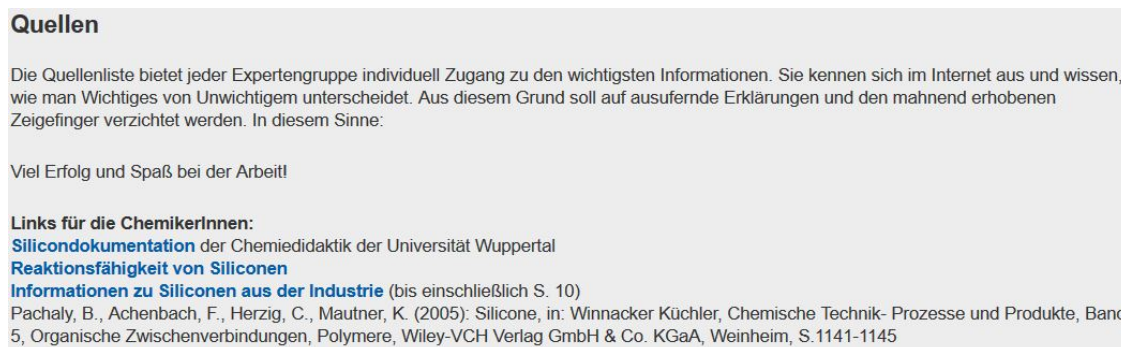 Quellen
Die Quellenliste bietet jeder Expertengruppe individuell Zugang zu den wichtigsten Informationen. Sie kennen sich im Internet aus und wissen,
wie man Wichtiges von Unwichtigem unterscheidet. Aus diesem Grund soll auf ausufernde Erklärungen und den mahnend erhobenen
Zeigefinger verzichtet werden. In diesem Sinne:
Viel Erfolg und Spaß bei der Arbeit!
Links für die ChemikerInnen:
Silicondokumentation der Chemiedidaktik der Universität Wuppertal
Reaktionsfähigkeit von Siliconen
Informationen zu Siliconen aus der Industrie (bis einschließlich S. 10)
Pachaly, B., Achenbach, F., Herzig, C., Mautner, K. (2005): Silicone, in: Winnacker Küchler, Chemische Technik- Prozesse und Produkte, Band
5, Organische Zwischenverbindungen, Polymere, Wiley-VCH Verlag GmbH & Co. KGaA, Weinheim, S.1141-1145